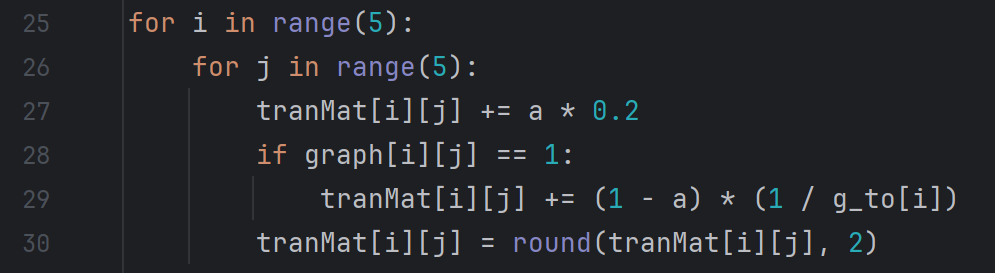 25 for i in range(5):
26     for j in range(5):
27         tranMat[i][j] += a * 0.2
28         if graph[i][j] == 1:
29             tranMat[i][j] += (1 - a) * (1 / g_to[i])
30         tranMat[i][j] = round(tranMat[i][j], 2)